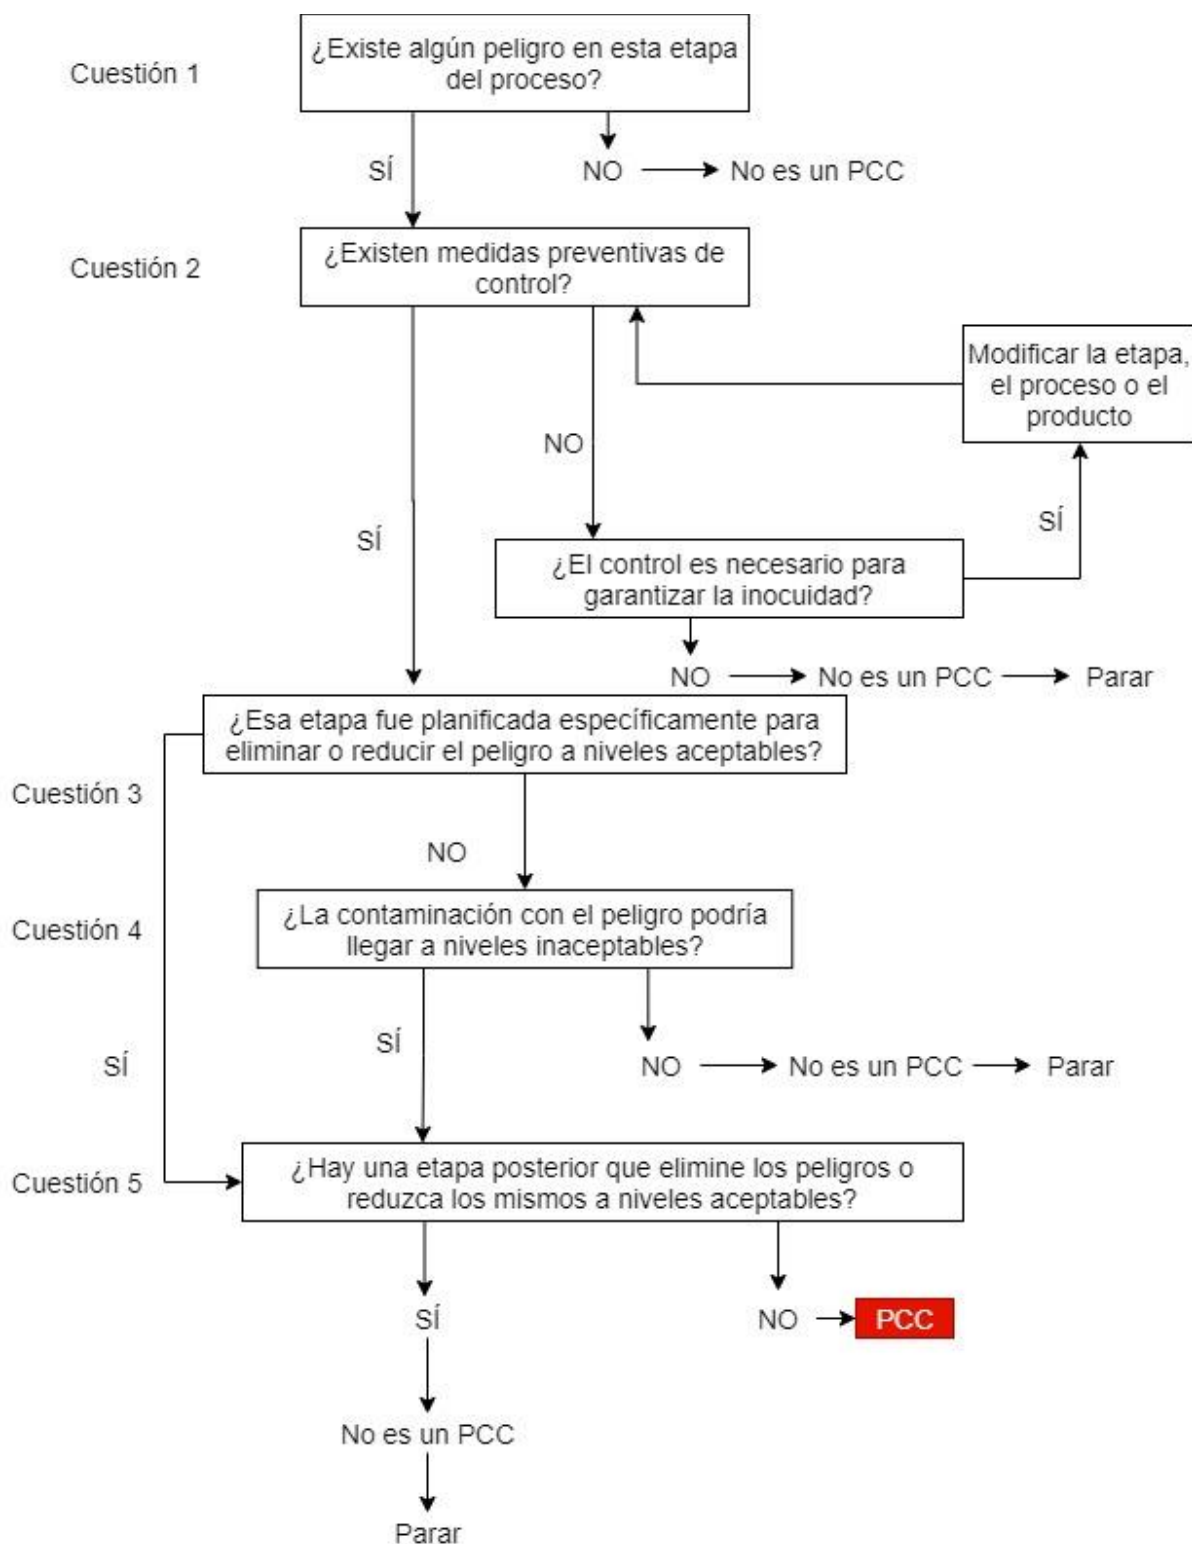 Cuestión 1
¿Existe algún peligro en esta etapa
del proceso?
SÍ
NO
No es un PCC
Cuestión 2
¿Existen medidas preventivas de
control?
Modificar la etapa,
el proceso o el
producto
NO
SÍ
SÍ
¿El control es necesario para
garantizar la inocuidad?
NO
No es un PCC
Parar
¿Esa etapa fue planificada específicamente para
eliminar o reducir el peligro a niveles aceptables?
Cuestión 3
NO
Cuestión 4
¿La contaminación con el peligro podría
llegar a niveles inaceptables?
SÍ
SÍ
NO
No es un PCC
Parar
Cuestión 5
¿Hay una etapa posterior que elimine los peligros o
reduzca los mismos a niveles aceptables?
SÍ
NO
PCC
No es un PCC
Parar